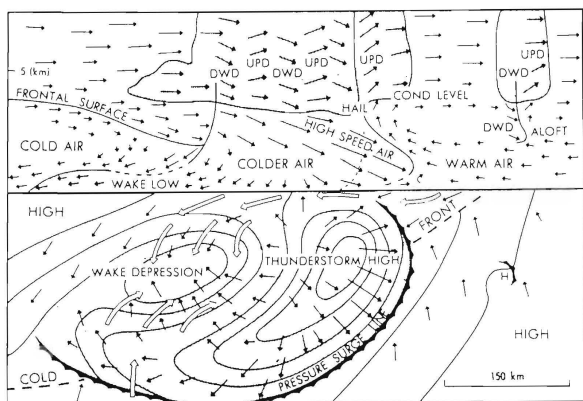 UPD UPD UPD UPD
DWD DWD DWD
5 (km)
FRONTAL SURFACE
HAIL
COND LEVEL
HIGH SPEED AIR
DWD
ALOFT
COLD AIR
COLDER AIR
WARM AIR
WAKE LOW
HIGH
FRONT
WAKE DEPRESSION
THUNDERSTORM HIGH
H
HIGH
PRESSURE SURGE LINE
COLD
150 km